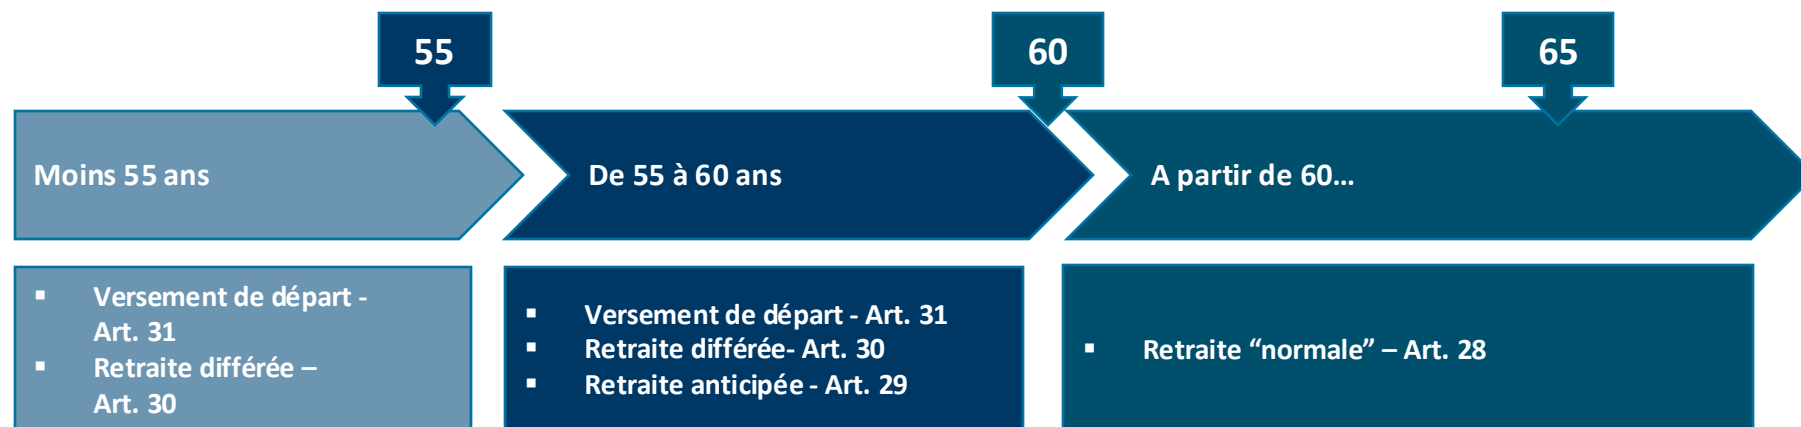 55
60
65
Moins 55 ans
De 55 à 60 ans
A partir de 60...
▪ Versement de départ -
Art. 31
▪ Retraite différée –
Art. 30
▪ Versement de départ - Art. 31
▪ Retraite différée- Art. 30
▪ Retraite anticipée - Art. 29
▪ Retraite “normale” – Art. 28